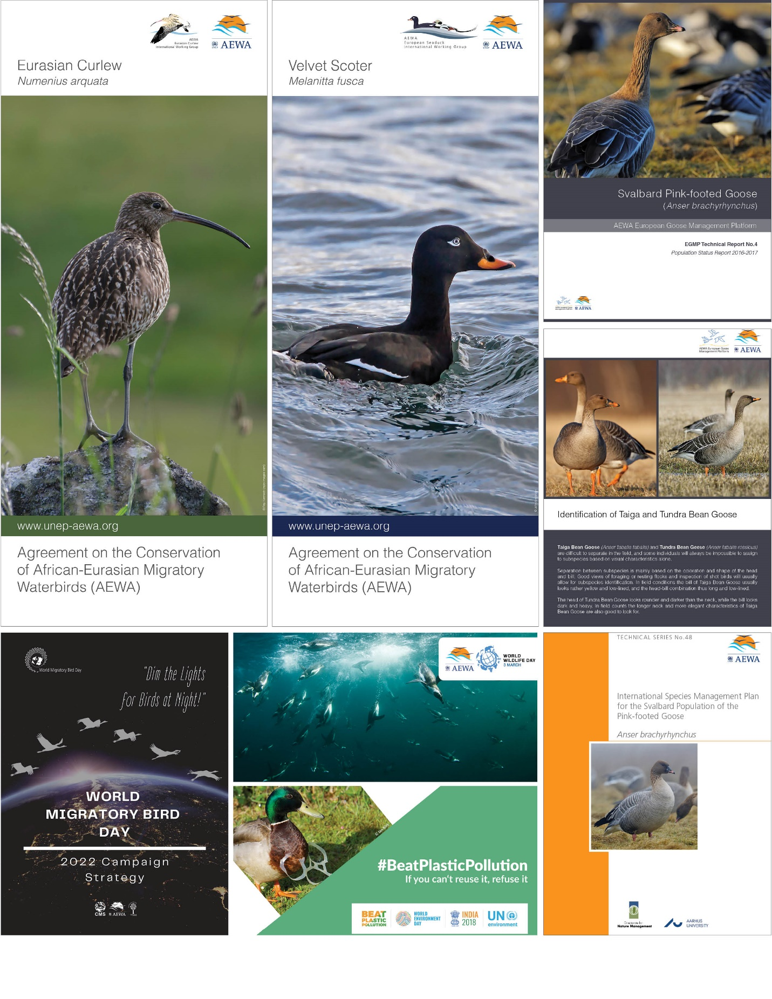 AEWA
Eurasian Curlew
International Working Group
UNEP
AEWA
Eurasian Curlew
Numenius arquata
www.unep-aewa.org
Agreement on the Conservation
of African-Eurasian Migratory
Waterbirds (AEWA)
AEWA
European Seaduck
International Working Group
UNEP
AEWA
Velvet Scoter
Melanitta fusca
www.unep-aewa.org
Agreement on the Conservation
of African-Eurasian Migratory
Waterbirds (AEWA)
Svalbard Pink-footed Goose
(Anser brachyrhynchus)
AEWA European Goose Management Platform
EGMP Technical Report No.4
Population Status Report 2016-2017
AEWA
AEWA European Goose
Management Platform
AEWA
Identification of Taiga and Tundra Bean Goose
Taiga Bean Goose (Anser fabalis fabalis) and Tundra Bean Geese (Anser fabalis rossicus)
are difficult to separate in the field, and some individuals will always be impossible to assign
to subspecies based on visual characteristics alone.
Separation between subspecies is mainly based on the coloration and shape of the head
and bill. Good views of foraging or resting flocks and inspection of shot birds will usually
allow for subspecies identification. In field conditions the bill of Taiga Bean Goose usually
looks rather yellow and low-lined, and the head-bill combination thus long and low-lined.
The head of Tundra Bean Goose looks rounder and darker than the neck, while the bill looks
dark and heavy. In field counts the longer neck and more elegant characteristics of Taiga
Bean Goose are also good to look for.
World Migratory Bird Day
"Dim the Lights
for Birds at Night!"
WORLD
MIGRATORY BIRD
DAY
2022 Campaign
Strategy
CMS
AEWA
AEWA
WORLD
WILDLIFE DAY
3 MARCH
© Ian Kirk
#BeatPlasticPollution
If you can't reuse it, refuse it
BEAT
PLASTIC
POLLUTION
WORLD
ENVIRONMENT
DAY
INDIA
2018
UN
environment
TECHNICAL SERIES No.48
AEWA
International Species Management Plan
for the Svalbard Population of the
Pink-footed Goose
Anser brachyrhynchus
Directorate for
Nature Management
AARHUS
UNIVERSITY